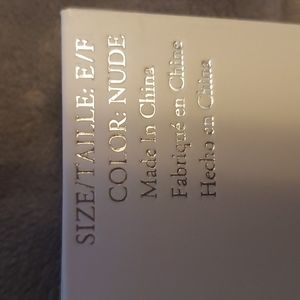 SIZE/TAILLE: E/F
COLOR: NUDE
Made In China
Fabriqué en Chine
Hecho en China